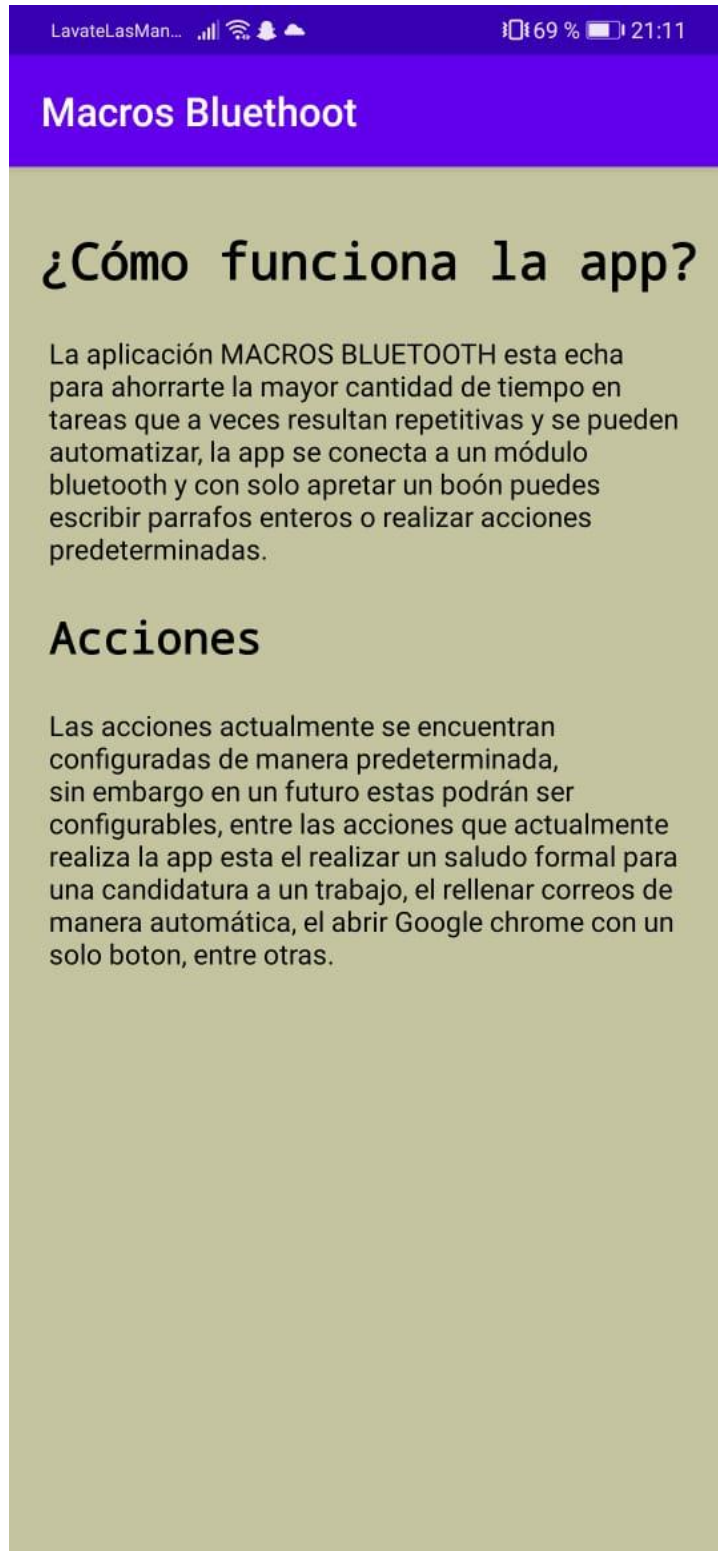 LavateLasMan... 69 % 21:11
Macros Bluethoot
¿Cómo funciona la app?
La aplicación MACROS BLUETOOTH esta echa
para ahorrarte la mayor cantidad de tiempo en
tareas que a veces resultan repetitivas y se pueden
automatizar, la app se conecta a un módulo
bluetooth y con solo apretar un boón puedes
escribir parrafos enteros o realizar acciones
predeterminadas.
Acciones
Las acciones actualmente se encuentran
configuradas de manera predeterminada,
sin embargo en un futuro estas podrán ser
configurables, entre las acciones que actualmente
realiza la app esta el realizar un saludo formal para
una candidatura a un trabajo, el rellenar correos de
manera automática, el abrir Google chrome con un
solo boton, entre otras.